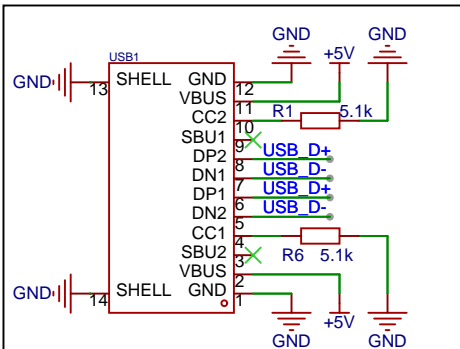 GND GND
USB1 +5V
GND SHELL GND
13 12
VBUS
11 R1 5.1k
CC2
10
SBU1
9 USB_D+
DP2
8 USB_D-
DN1
7 USB_D+
DP1
6 USB_D-
DN2
5
CC1
4
SBU2 R6 5.1k
3
VBUS
2
GND SHELL GND
14 1
+5V
GND GND